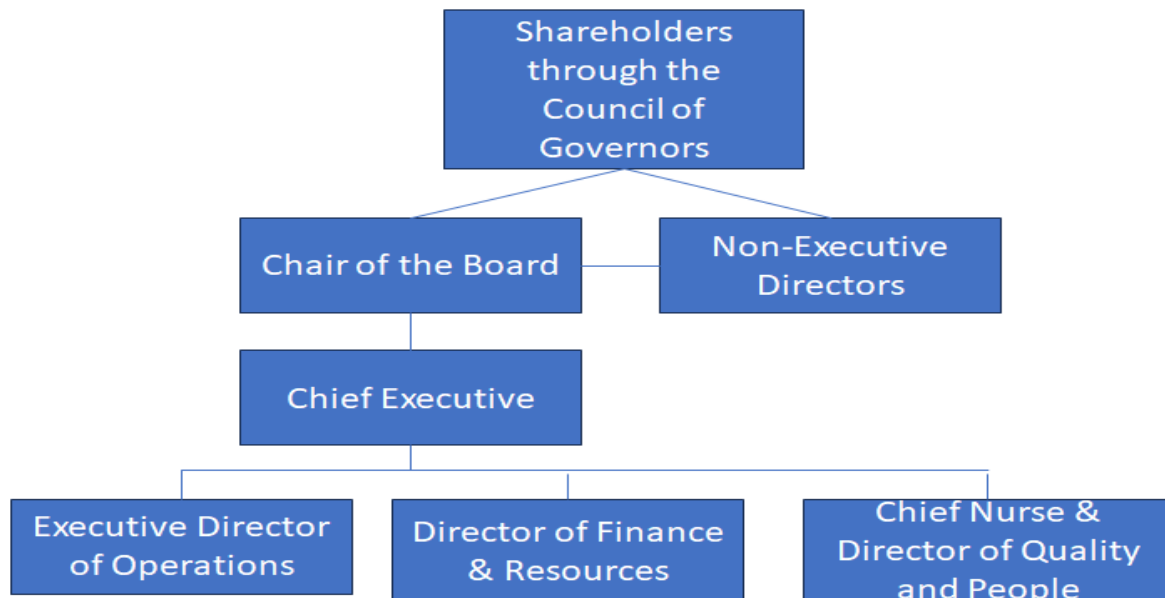 Shareholders
through the
Council of
Governors
Chair of the Board
Non-Executive
Directors
Chief Executive
Executive Director
of Operations
Director of Finance
& Resources
Chief Nurse &
Director of Quality
and People